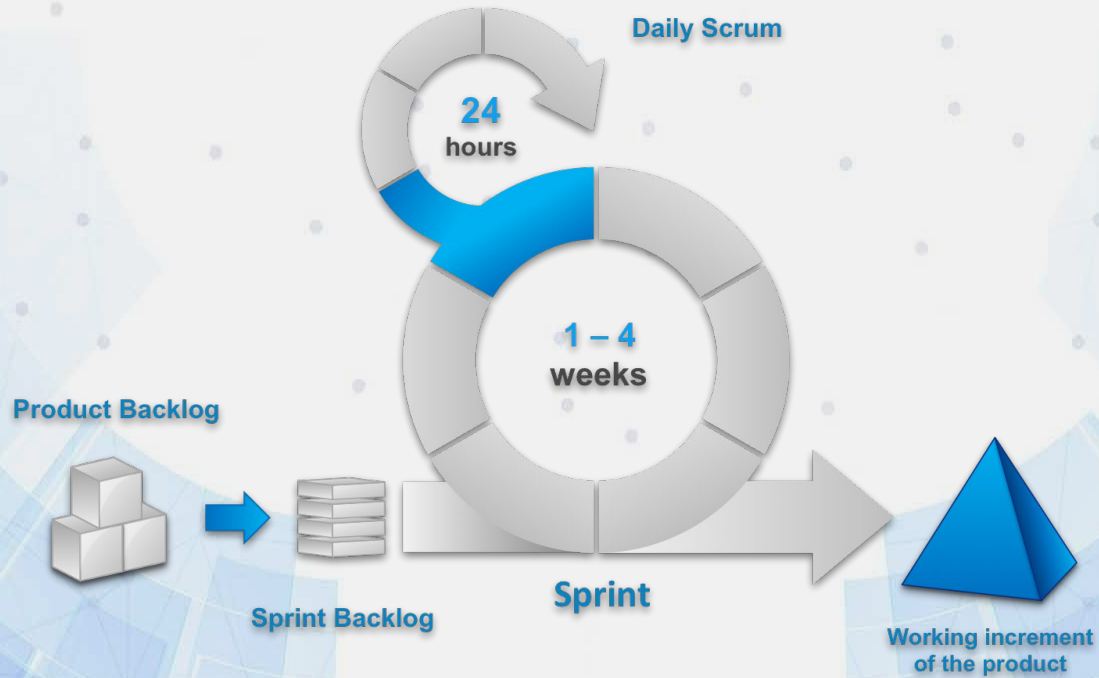 Daily Scrum
24
hours
1 – 4
weeks
Product Backlog
Sprint Backlog
Sprint
Working increment
of the product